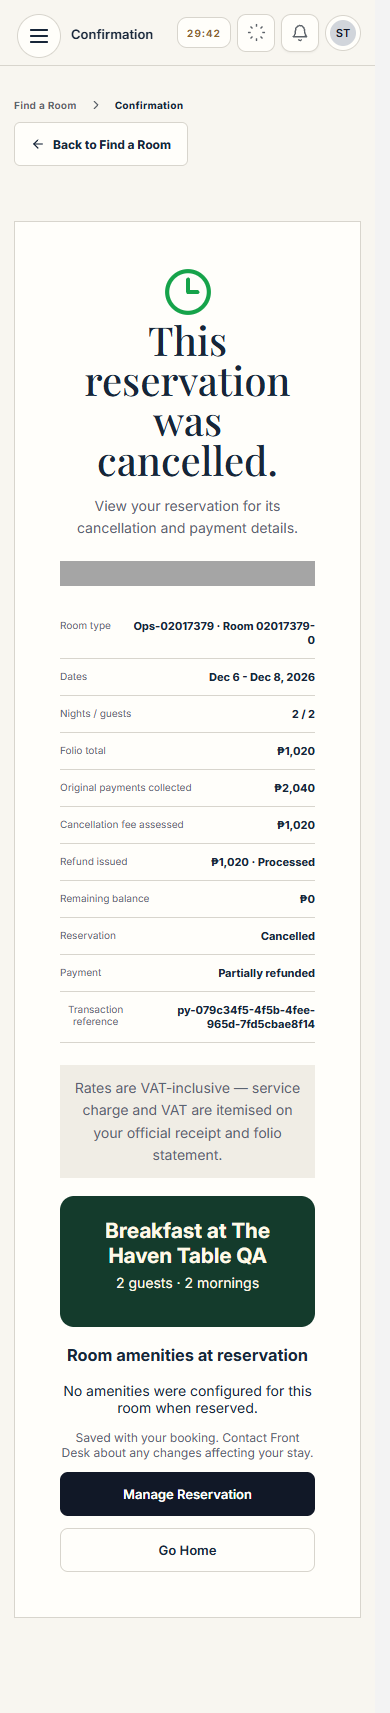 Confirmation
29:42
ST
Find a Room
Confirmation
Back to Find a Room
This
reservation
was
cancelled.
View your reservation for its
cancellation and payment details.
Room type
Ops-02017379 · Room 02017379-
0
Dates
Dec 6 - Dec 8, 2026
Nights / guests
2 / 2
Folio total
₱1,020
Original payments collected
₱2,040
Cancellation fee assessed
₱1,020
Refund issued
₱1,020 · Processed
Remaining balance
₱0
Reservation
Cancelled
Payment
Partially refunded
Transaction
reference
py-079c34f5-4f5b-4fee-
965d-7fd5cbae8f14
Rates are VAT-inclusive — service
charge and VAT are itemised on
your official receipt and folio
statement.
Breakfast at The
Haven Table QA
2 guests · 2 mornings
Room amenities at reservation
No amenities were configured for this
room when reserved.
Saved with your booking. Contact Front
Desk about any changes affecting your stay.
Manage Reservation
Go Home